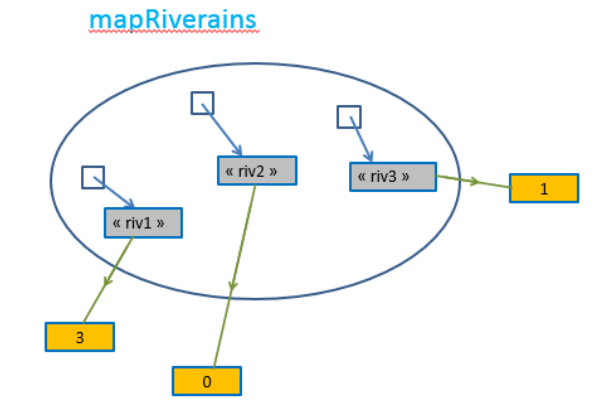 mapRiverains
« riv2 »
« riv3 »
1
« riv1 »
3
0